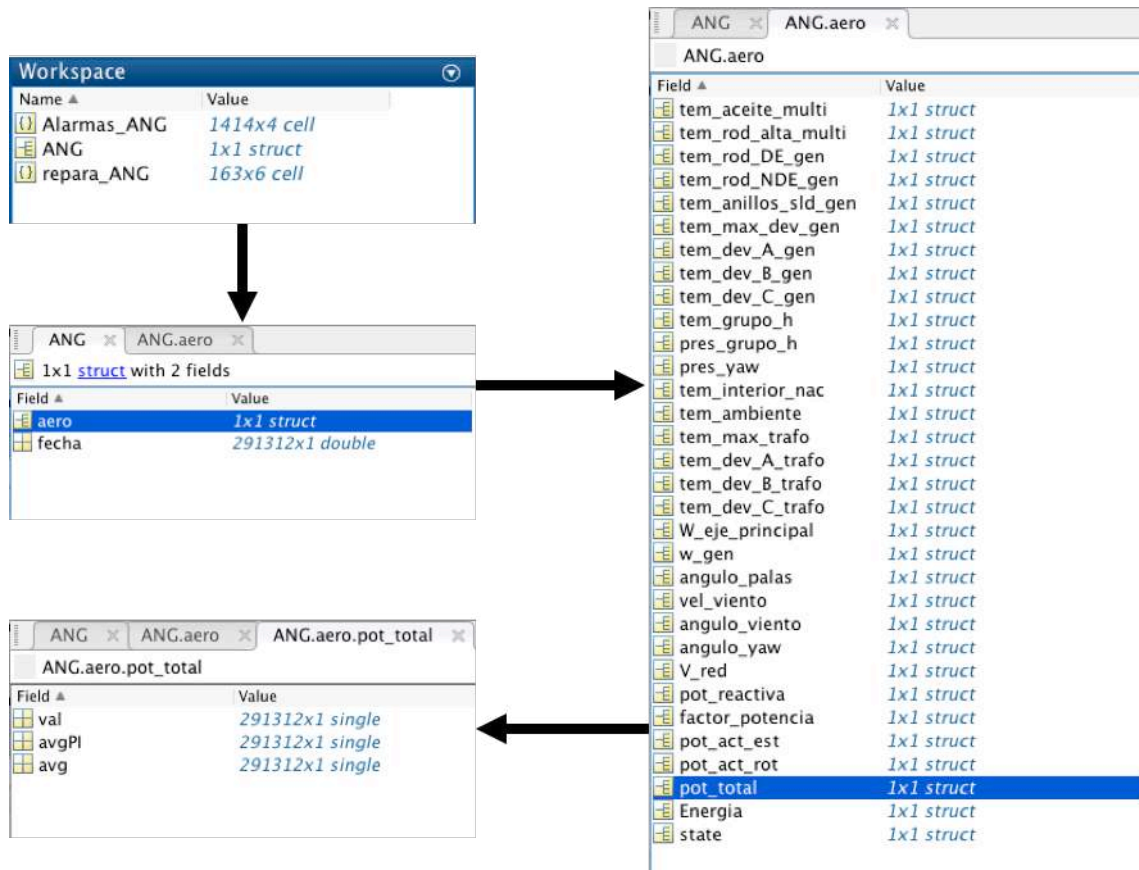 Workspace
Name Value
Alarmas_ANG 1414x4 cell
ANG 1x1 struct
repara_ANG 163x6 cell
ANG ANG.aero
1x1 struct with 2 fields
Field Value
aero 1x1 struct
fecha 291312x1 double
ANG ANG.aero
ANG.aero
Field Value
tem_aceite_multi 1x1 struct
tem_rod_alta_multi 1x1 struct
tem_rod_DE_gen 1x1 struct
tem_rod_NDE_gen 1x1 struct
tem_anillos_sld_gen 1x1 struct
tem_max_dev_gen 1x1 struct
tem_dev_A_gen 1x1 struct
tem_dev_B_gen 1x1 struct
tem_dev_C_gen 1x1 struct
tem_grupo_h 1x1 struct
pres_grupo_h 1x1 struct
pres_yaw 1x1 struct
tem_interior_nac 1x1 struct
tem_ambiente 1x1 struct
tem_max_trafo 1x1 struct
tem_dev_A_trafo 1x1 struct
tem_dev_B_trafo 1x1 struct
tem_dev_C_trafo 1x1 struct
W_eje_principal 1x1 struct
w_gen 1x1 struct
angulo_palas 1x1 struct
vel_viento 1x1 struct
angulo_viento 1x1 struct
angulo_yaw 1x1 struct
V_red 1x1 struct
pot_reactiva 1x1 struct
factor_potencia 1x1 struct
pot_act_est 1x1 struct
pot_act_rot 1x1 struct
pot_total 1x1 struct
Energia 1x1 struct
state 1x1 struct
ANG ANG.aero ANG.aero.pot_total
ANG.aero.pot_total
Field Value
val 291312x1 single
avgPI 291312x1 single
avg 291312x1 single